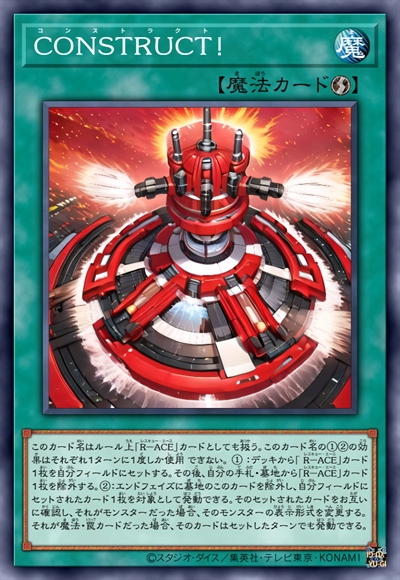 コンストラクト
CONSTRUCT!
魔
【魔法カード】
このカード名はルール上「R-ACE」カードとしても扱う。このカード名の①②の効
果はそれぞれ1ターンに1度しか使用できない。①:デッキから「R-ACE」カード
1枚を自分フィールドにセットする。その後、自分の手札・墓地から「R-ACE」カード
1枚を除外する。②:エンドフェイズに墓地のこのカードを除外し、自分フィールドに
セットされたカード1枚を対象として発動できる。そのセットされたカードをお互い
に確認し、それがモンスターだった場合、そのモンスターの表示形式を変更する。
それが魔法・罠カードだった場合、そのカードはセットしたターンでも発動できる。
©スタジオ・ダイス/集英社・テレビ東京・KONAMI